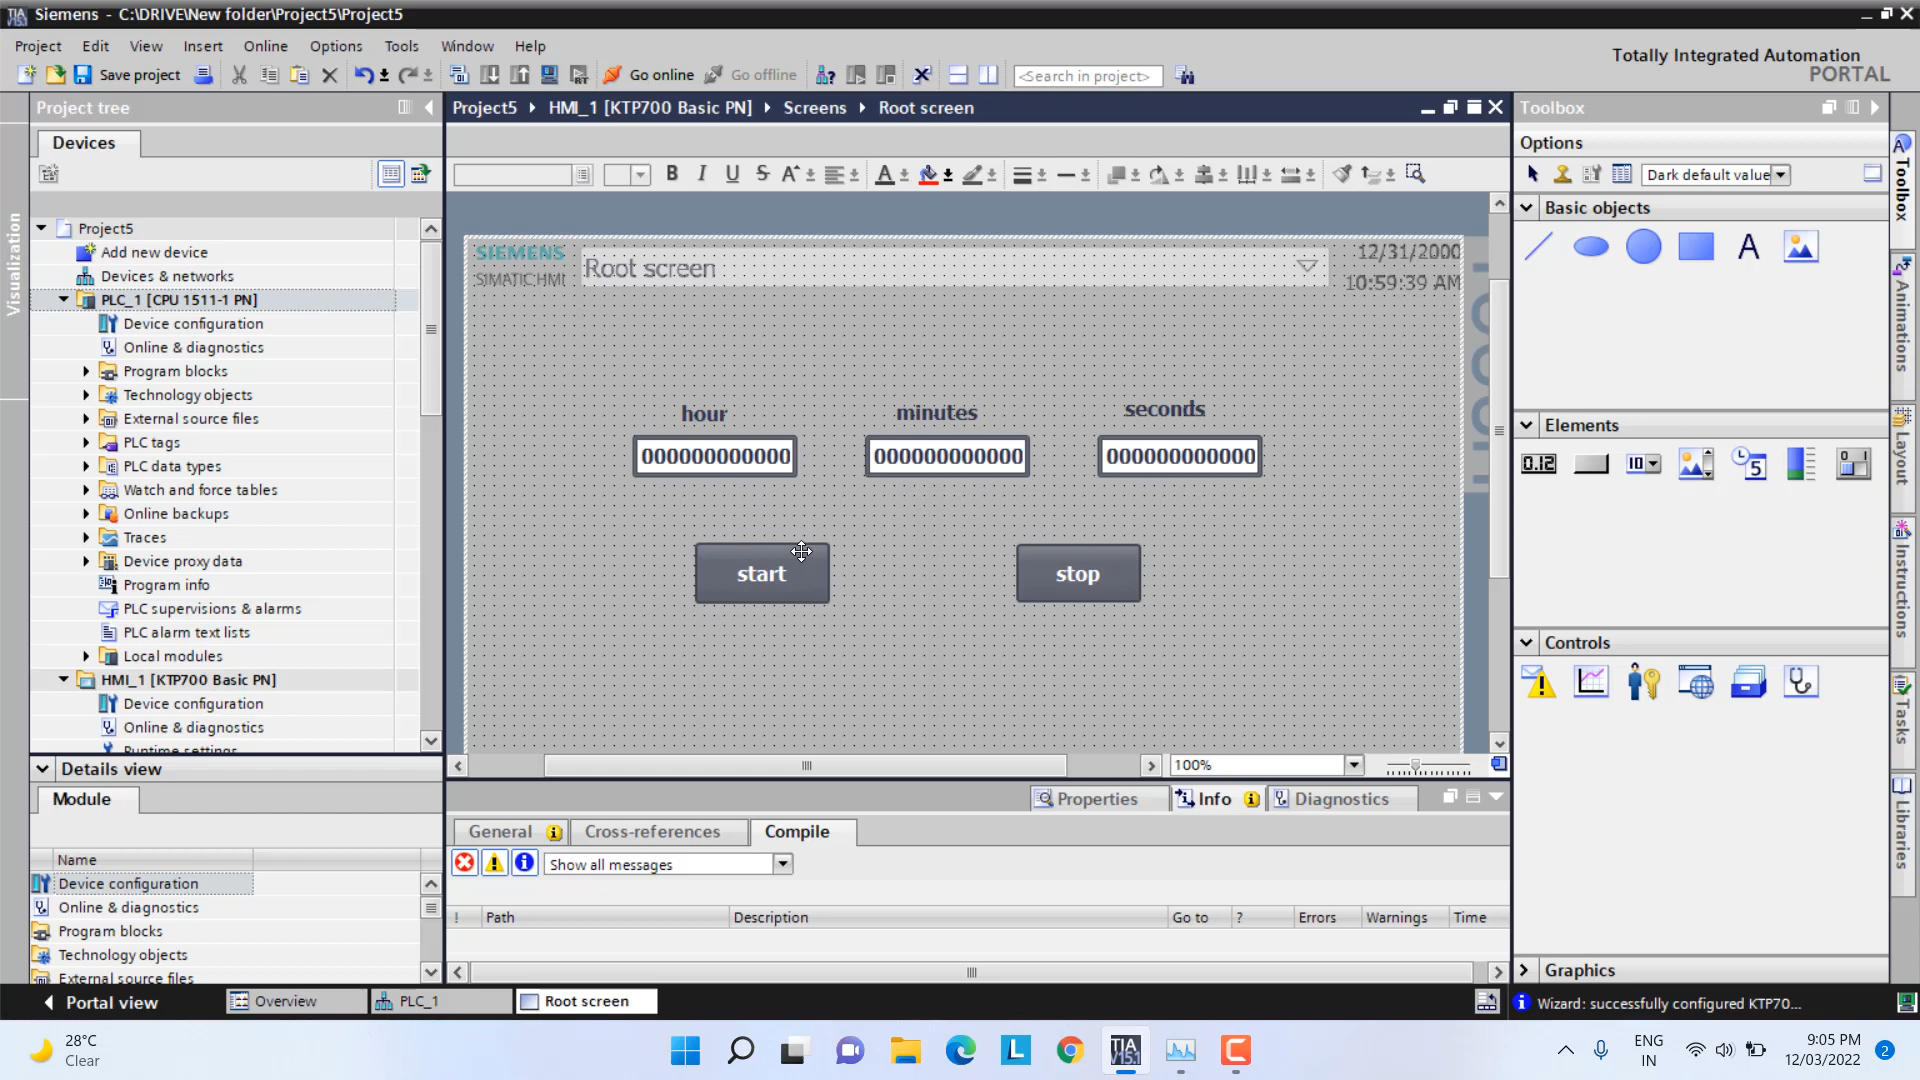 Siemens - C:\DRIVE\New folder\Project5\Project5
Project Edit View Insert Online Options Tools Window Help
Totally Integrated Automation
PORTAL
Save project Go online Go offline <Search in project>
Project tree
Project5 HMI_1 [KTP700 Basic PN] Screens Root screen
Toolbox
Devices
Options
Dark default value
B I U S A A
Visualization
Project5
Add new device
Devices & networks
PLC_1 [CPU 1511-1 PN]
Device configuration
Online & diagnostics
Program blocks
Technology objects
External source files
PLC tags
PLC data types
Watch and force tables
Online backups
Traces
Device proxy data
Program info
PLC supervisions & alarms
PLC alarm text lists
Local modules
HMI_1 [KTP700 Basic PN]
Device configuration
Online & diagnostics
Runtime settings
SIEMENS
SIMATIC HMI
Root screen
12/31/2000
10:59:39 AM
hour minutes seconds
000000000000 000000000000 000000000000
start stop
100%
Basic objects
A
Elements
0.12 10 5 0 1
Controls
Graphics
Toolbox
Animations
Layout
Instructions
Tasks
Libraries
Details view
Module
Name
Device configuration
Online & diagnostics
Program blocks
Technology objects
External source files
Properties Info Diagnostics
General Cross-references Compile
Show all messages
! Path Description Go to ? Errors Warnings Time
Portal view Overview PLC_1 Root screen
Wizard: successfully configured KTP70...
28°C
Clear
L
TIA
V15.1
C
ENG
IN
9:05 PM
12/03/2022
2